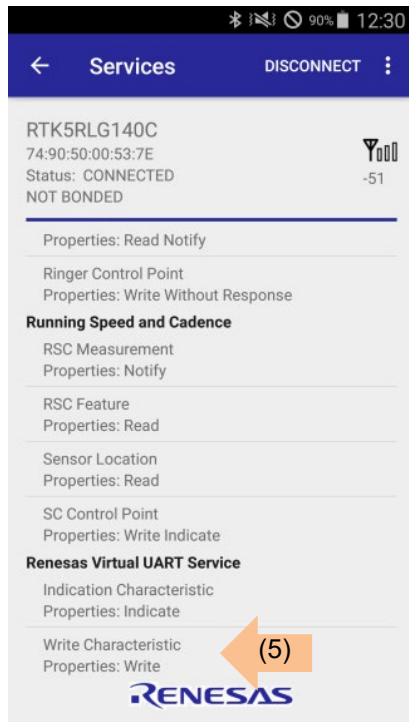 90% 12:30
Services DISCONNECT
RTK5RLG140C
74:90:50:00:53:7E
Status: CONNECTED -51
NOT BONDED
Properties: Read Notify
Ringer Control Point
Properties: Write Without Response
Running Speed and Cadence
RSC Measurement
Properties: Notify
RSC Feature
Properties: Read
Sensor Location
Properties: Read
SC Control Point
Properties: Write Indicate
Renesas Virtual UART Service
Indication Characteristic
Properties: Indicate
Write Characteristic (5)
Properties: Write
RENESAS